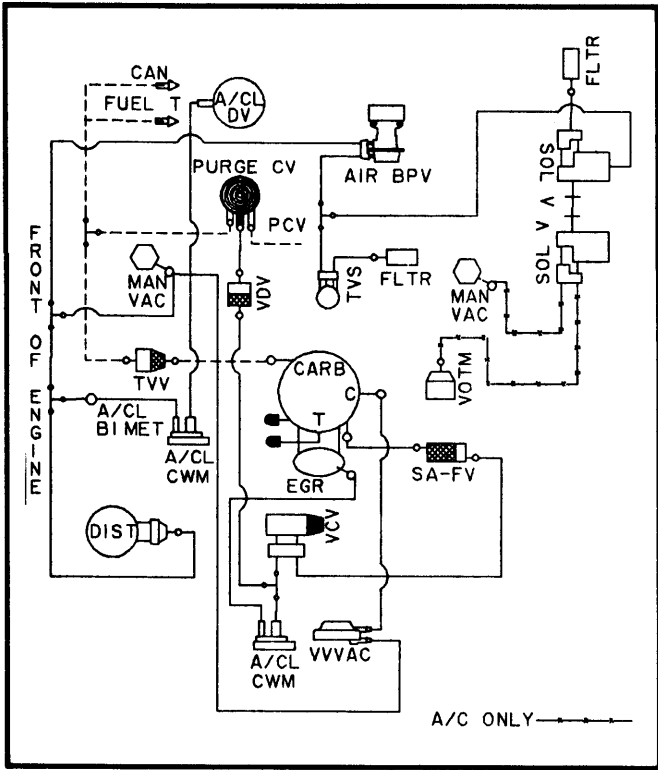 CAN
FUEL T
A/CL
DV
PURGE CV
PCV
AIR BPV
FLTR
SOL V
SOL V
FRONT OF ENGINE
MAN
VAC
VDV
TVS
FLTR
MAN
VAC
VOTM
TVV
CARB
C
T
A/CL
BIMET
A/CL
CWM
EGR
SA-FV
DIST
VCV
A/CL
CWM
VVVAC
A/C ONLY